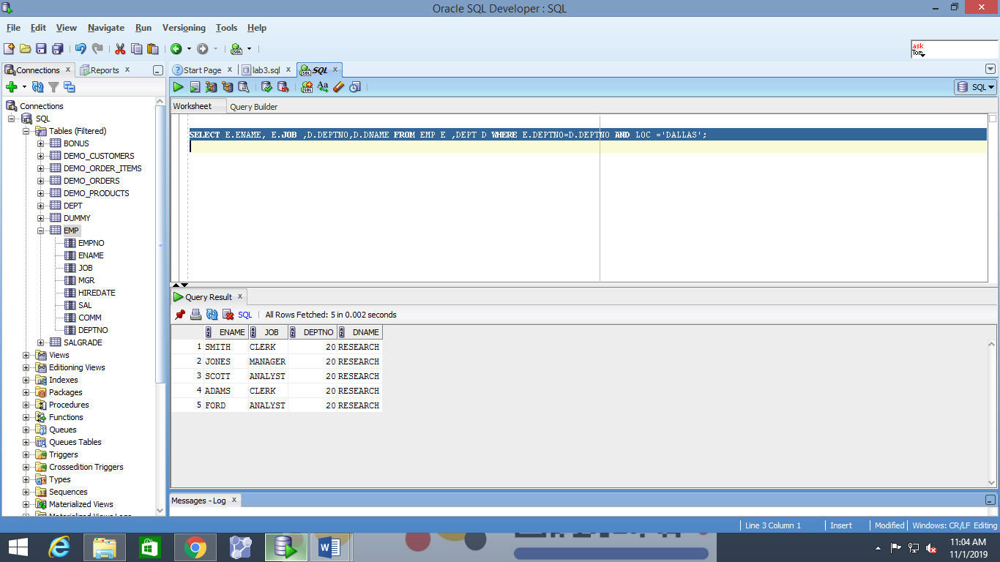 Oracle SQL Developer : SQL
File Edit View Navigate Run Versioning Tools Help
ask
Tom
Connections Reports
Start Page lab3.sql SQL
SQL
Worksheet Query Builder
SELECT E.ENAME, E.JOB ,D.DEPTNO,D.DNAME FROM EMP E ,DEPT D WHERE E.DEPTNO=D.DEPTNO AND LOC ='DALLAS';
Connections
SQL
Tables (Filtered)
BONUS
DEMO_CUSTOMERS
DEMO_ORDER_ITEMS
DEMO_ORDERS
DEMO_PRODUCTS
DEPT
DUMMY
EMP
EMPNO
ENAME
JOB
MGR
HIREDATE
SAL
COMM
DEPTNO
SALGRADE
Views
Editioning Views
Indexes
Packages
Procedures
Functions
Queues
Queues Tables
Triggers
Crossedition Triggers
Types
Sequences
Materialized Views
Query Result
SQL All Rows Fetched: 5 in 0.002 seconds
ENAME JOB DEPTNO DNAME
1 SMITH CLERK 20 RESEARCH
2 JONES MANAGER 20 RESEARCH
3 SCOTT ANALYST 20 RESEARCH
4 ADAMS CLERK 20 RESEARCH
5 FORD ANALYST 20 RESEARCH
Messages - Log
Line 3 Column 1 Insert Modified Windows: CR/LF Editing
11:04 AM
11/1/2019